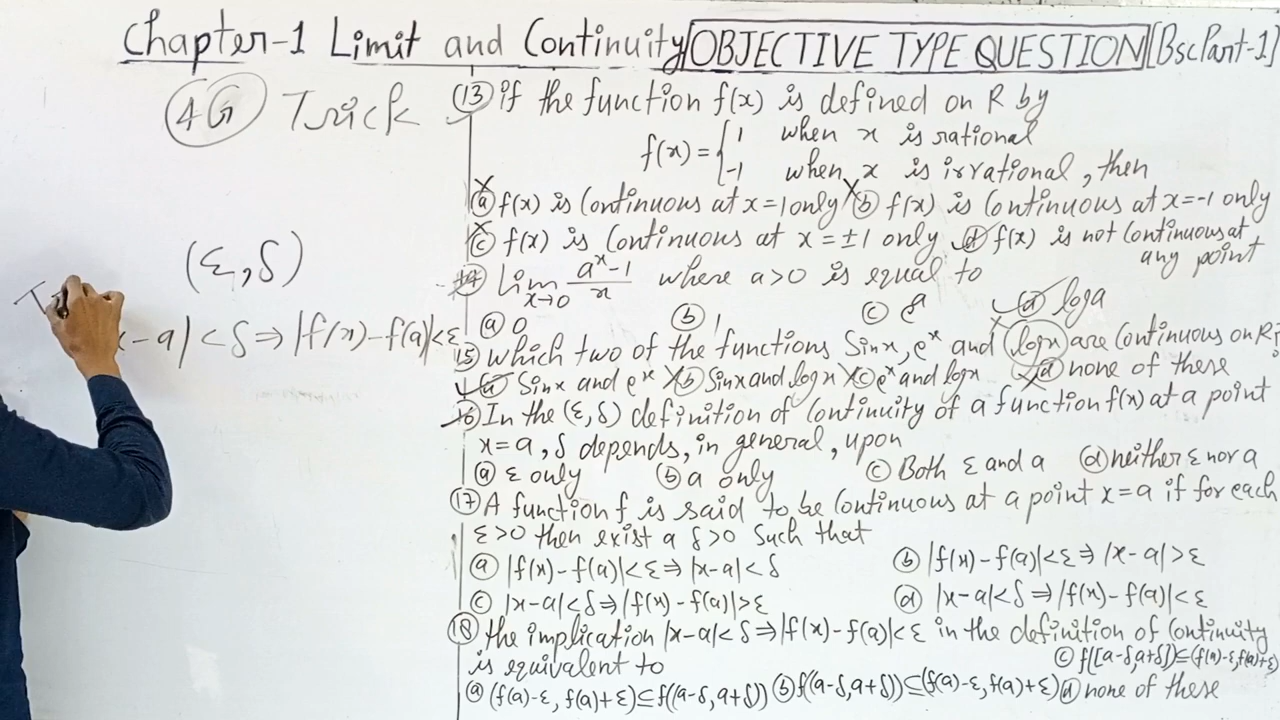 Chapter-1 Limit and Continuity OBJECTIVE TYPE QUESTION [Bsc Part-1]
4G Trick
(ε,δ)
-a|<δ⇒|f(x)-f(a)|<ε
(13) if the function f(x) is defined on R by
f(x)={1 when x is rational
-1 when x is irrational, then
(a) f(x) is continuous at x=1 only (b) f(x) is continuous at x=-1 only
(c) f(x) is continuous at x=±1 only (d) f(x) is not continuous at
any point
(14) Lim x→0 (a^x-1)/x where a>0 is equal to
(a) 0 (b) 1 (c) e^a (d) log a
(15) which two of the functions Sinx, e^x and (logx) are continuous on R
(a) Sinx and e^x (b) Sinx and logx (c) e^x and logx (d) none of these
(16) In the (ε,δ) definition of continuity of a function f(x) at a point
x=a, δ depends, in general, upon
(a) ε only (b) a only (c) Both ε and a (d) neither ε nor a
(17) A function f is said to be continuous at a point x=a if for each
ε>0 then exist a δ>0 such that
(a) |f(x)-f(a)|<ε⇒|x-a|<δ (b) |f(x)-f(a)|<ε⇒|x-a|>ε
(c) |x-a|<δ⇒|f(x)-f(a)|>ε (d) |x-a|<δ⇒|f(x)-f(a)|<ε
(18) the implication |x-a|<δ⇒|f(x)-f(a)|<ε in the definition of continuity
is equivalent to (c) f([a-δ,a+δ])⊆(f(a)-ε,f(a)+ε)
(a) (f(a)-ε, f(a)+ε)⊆f((a-δ,a+δ)) (b) f((a-δ,a+δ))⊆(f(a)-ε,f(a)+ε) (d) none of these